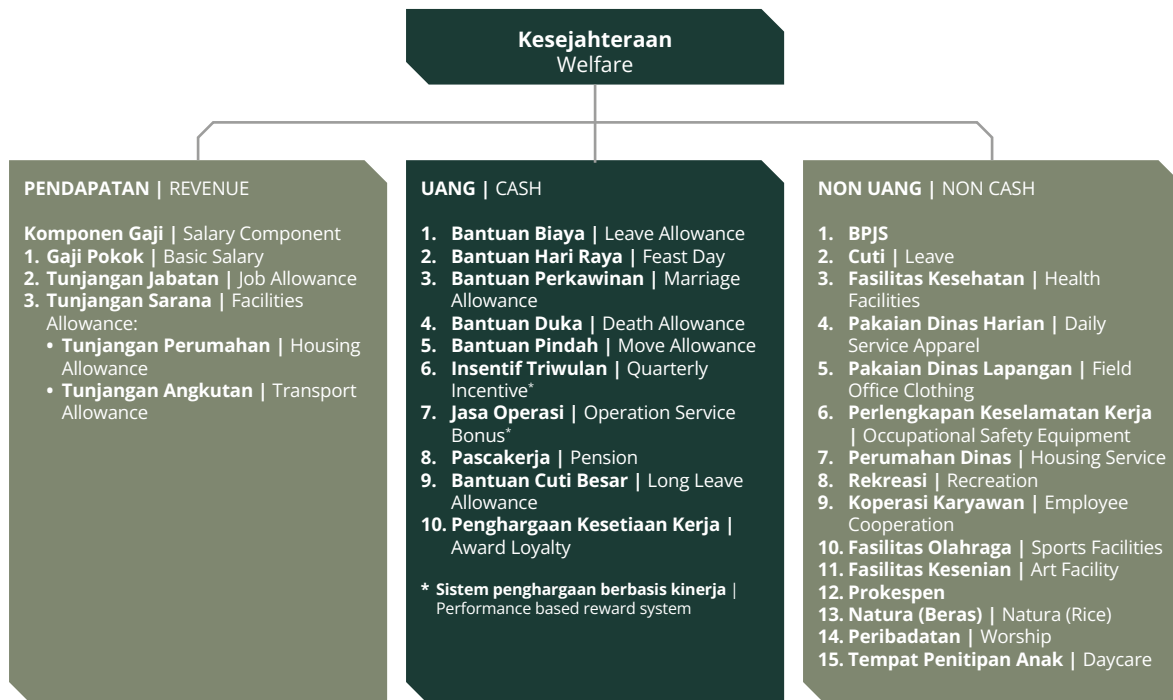 Kesejahteraan
Welfare
PENDAPATAN | REVENUE
Komponen Gaji | Salary Component
1. Gaji Pokok | Basic Salary
2. Tunjangan Jabatan | Job Allowance
3. Tunjangan Sarana | Facilities
Allowance:
• Tunjangan Perumahan | Housing
Allowance
• Tunjangan Angkutan | Transport
Allowance
UANG | CASH
1. Bantuan Biaya | Leave Allowance
2. Bantuan Hari Raya | Feast Day
3. Bantuan Perkawinan | Marriage
Allowance
4. Bantuan Duka | Death Allowance
5. Bantuan Pindah | Move Allowance
6. Insentif Triwulan | Quarterly
Incentive*
7. Jasa Operasi | Operation Service
Bonus*
8. Pascakerja | Pension
9. Bantuan Cuti Besar | Long Leave
Allowance
10. Penghargaan Kesetiaan Kerja |
Award Loyalty
* Sistem penghargaan berbasis kinerja |
Performance based reward system
NON UANG | NON CASH
1. BPJS
2. Cuti | Leave
3. Fasilitas Kesehatan | Health
Facilities
4. Pakaian Dinas Harian | Daily
Service Apparel
5. Pakaian Dinas Lapangan | Field
Office Clothing
6. Perlengkapan Keselamatan Kerja
| Occupational Safety Equipment
7. Perumahan Dinas | Housing Service
8. Rekreasi | Recreation
9. Koperasi Karyawan | Employee
Cooperation
10. Fasilitas Olahraga | Sports Facilities
11. Fasilitas Kesenian | Art Facility
12. Prokespen
13. Natura (Beras) | Natura (Rice)
14. Peribadatan | Worship
15. Tempat Penitipan Anak | Daycare